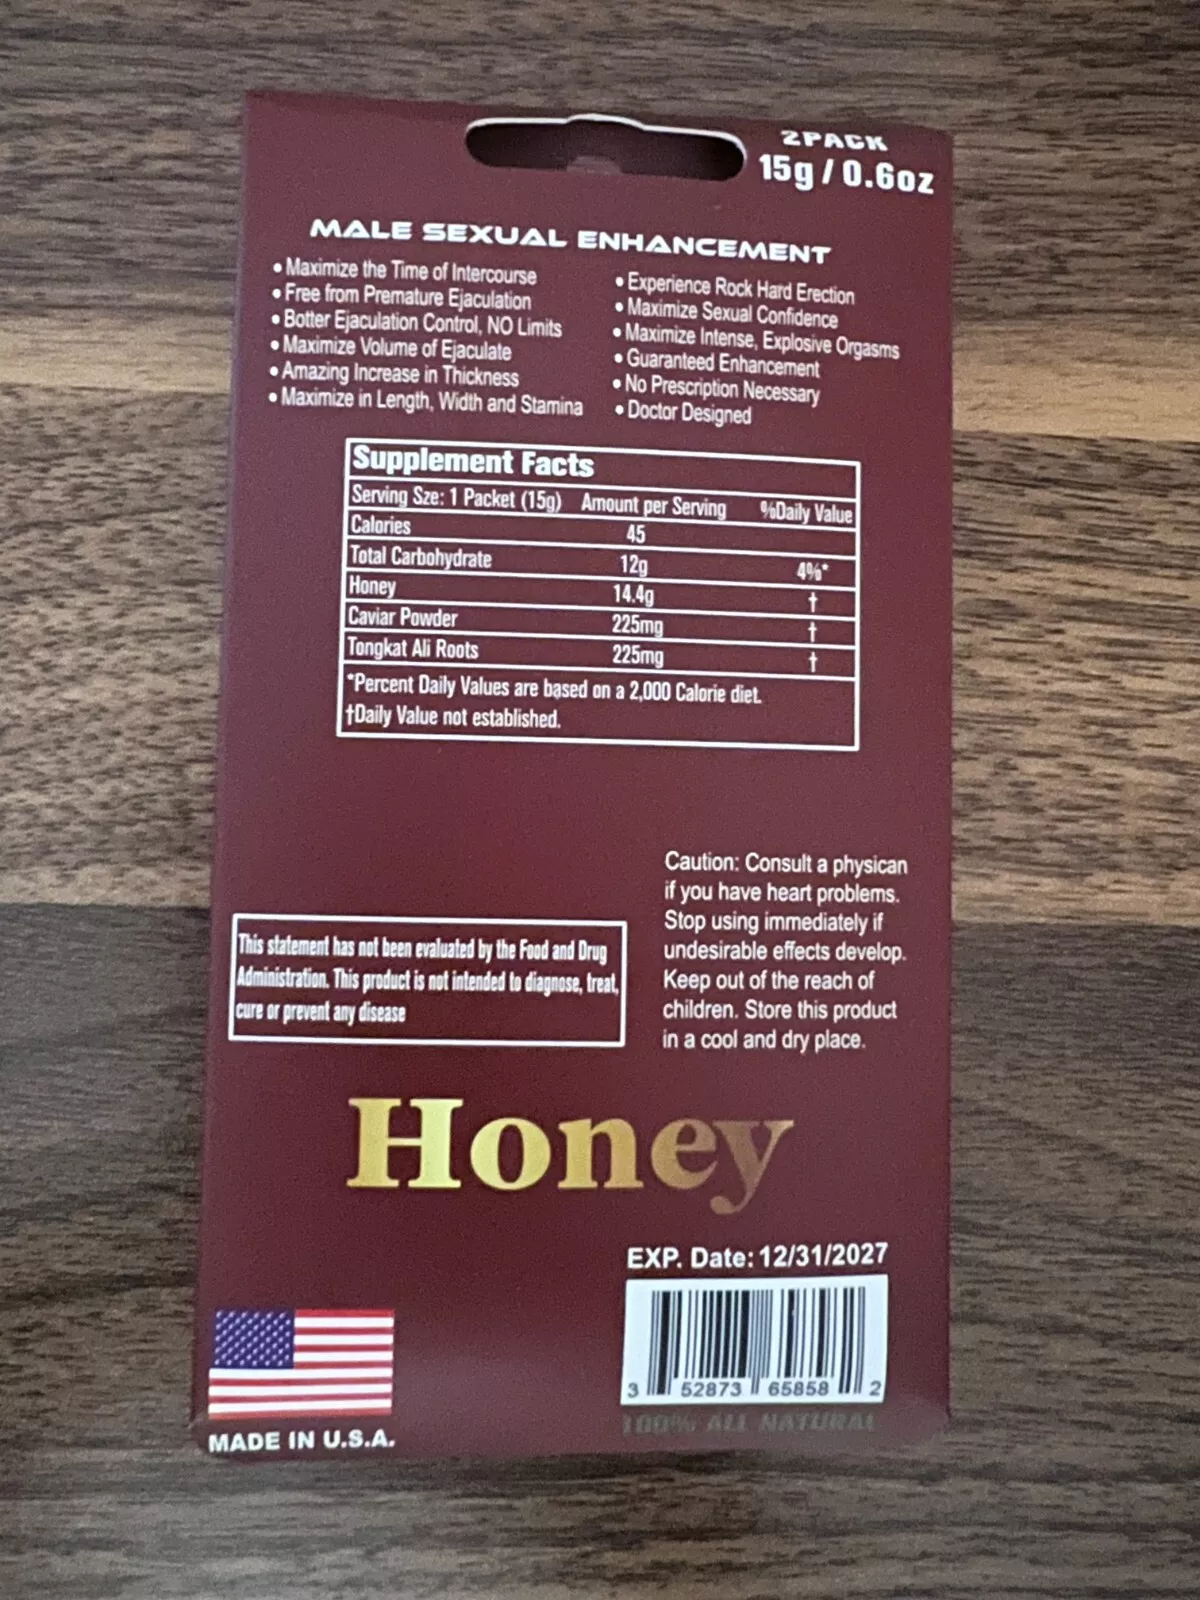 2PACK
15g / 0.6oz
MALE SEXUAL ENHANCEMENT
• Maximize the Time of Intercourse
• Free from Premature Ejaculation
• Botter Ejaculation Control, NO Limits
• Maximize Volume of Ejaculate
• Amazing Increase in Thickness
• Maximize in Length, Width and Stamina
• Experience Rock Hard Erection
• Maximize Sexual Confidence
• Maximize Intense, Explosive Orgasms
• Guaranteed Enhancement
• No Prescription Necessary
• Doctor Designed
Supplement Facts
Serving Sze: 1 Packet (15g) Amount per Serving %Daily Value
Calories 45
Total Carbohydrate 12g 4%*
Honey 14.4g †
Caviar Powder 225mg †
Tongkat Ali Roots 225mg †
*Percent Daily Values are based on a 2,000 Calorie diet.
†Daily Value not established.
Caution: Consult a physican
if you have heart problems.
Stop using immediately if
undesirable effects develop.
Keep out of the reach of
children. Store this product
in a cool and dry place.
This statement has not been evaluated by the Food and Drug
Administration. This product is not intended to diagnose, treat,
cure or prevent any disease
Honey
EXP. Date: 12/31/2027
3 52873 65858 2
100% ALL NATURAL
MADE IN U.S.A.